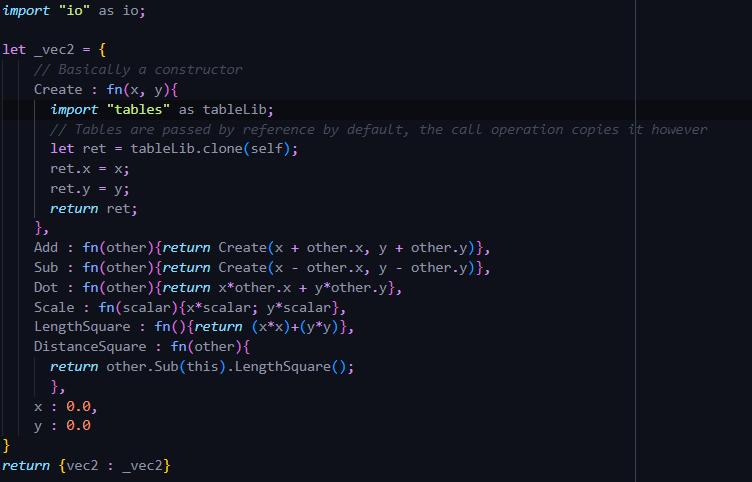 import "io" as io;
let _vec2 = {
// Basically a constructor
Create : fn(x, y){
import "tables" as tableLib;
// Tables are passed by reference by default, the call operation copies it however
let ret = tableLib.clone(self);
ret.x = x;
ret.y = y;
return ret;
},
Add : fn(other){return Create(x + other.x, y + other.y)},
Sub : fn(other){return Create(x - other.x, y - other.y)},
Dot : fn(other){return x*other.x + y*other.y},
Scale : fn(scalar){x*scalar; y*scalar},
LengthSquare : fn(){return (x*x)+(y*y)},
DistanceSquare : fn(other){
return other.Sub(this).LengthSquare();
},
x : 0.0,
y : 0.0
}
return {vec2 : _vec2}